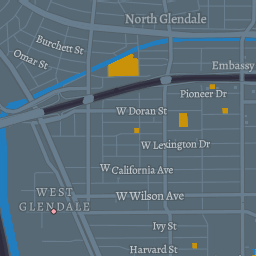 North Glendale
Burchett St
Omar St
Embassy
Pioneer Dr
W Doran St
W Lexington Dr
W California Ave
WEST
GLENDALE
W Wilson Ave
Ivy St
Harvard St